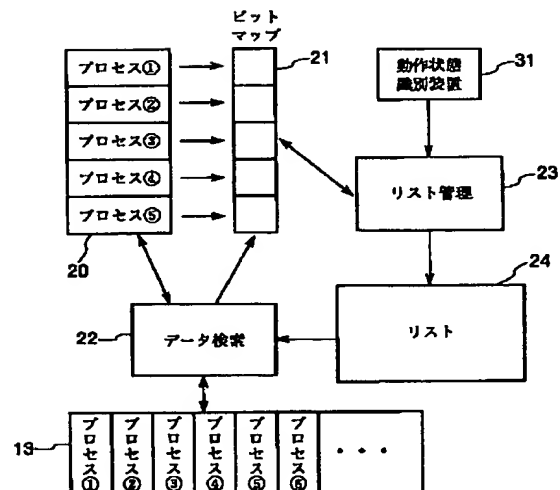 ビット
マップ
21
プロセス①
プロセス②
プロセス③
プロセス④
プロセス⑤
20
動作状態
識別装置
31
リスト管理
23
24
リスト
22
データ検索
13
プロセス①
プロセス②
プロセス③
プロセス④
プロセス⑤
プロセス⑥
・・・